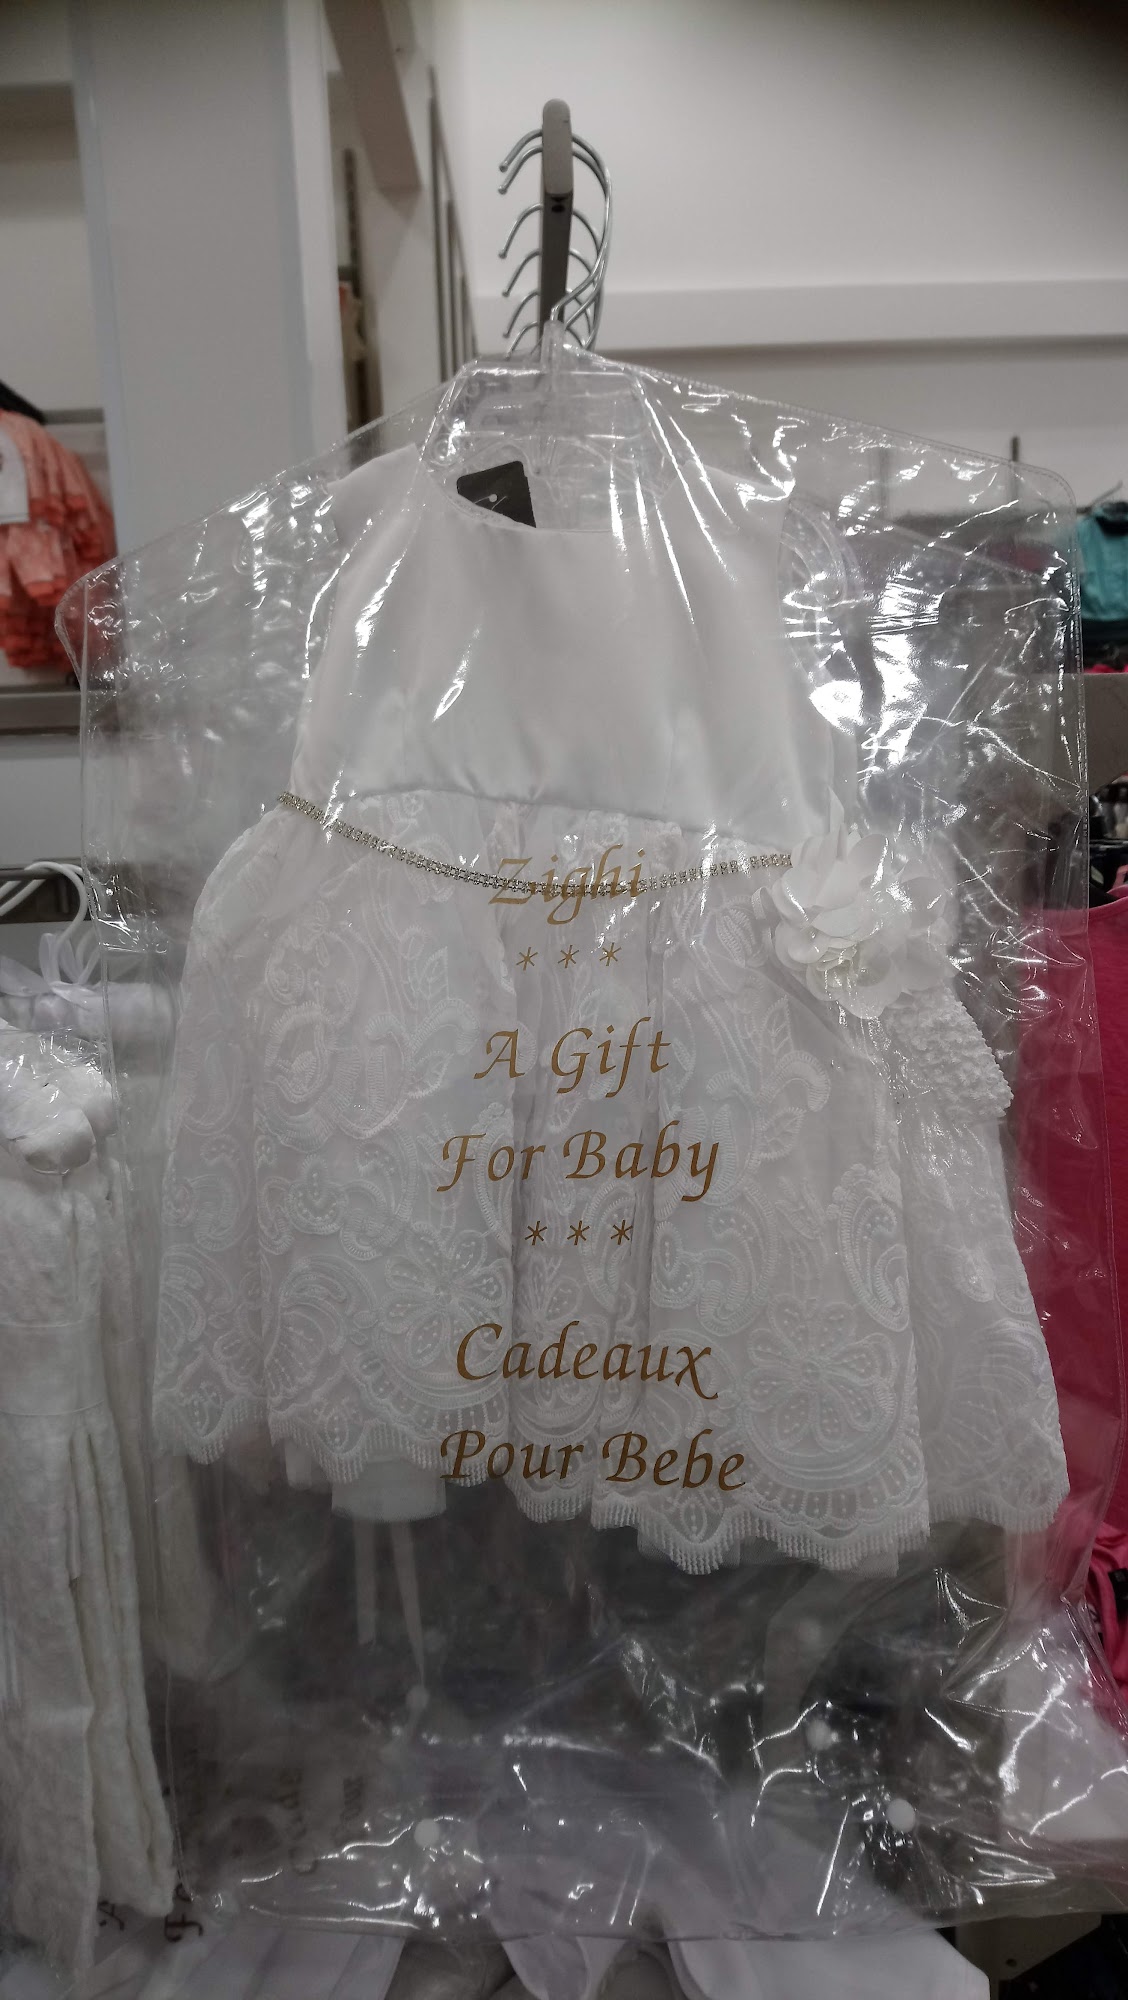 Zighi
* * *
A Gift
For Baby
* * *
Cadeaux
Pour Bebe